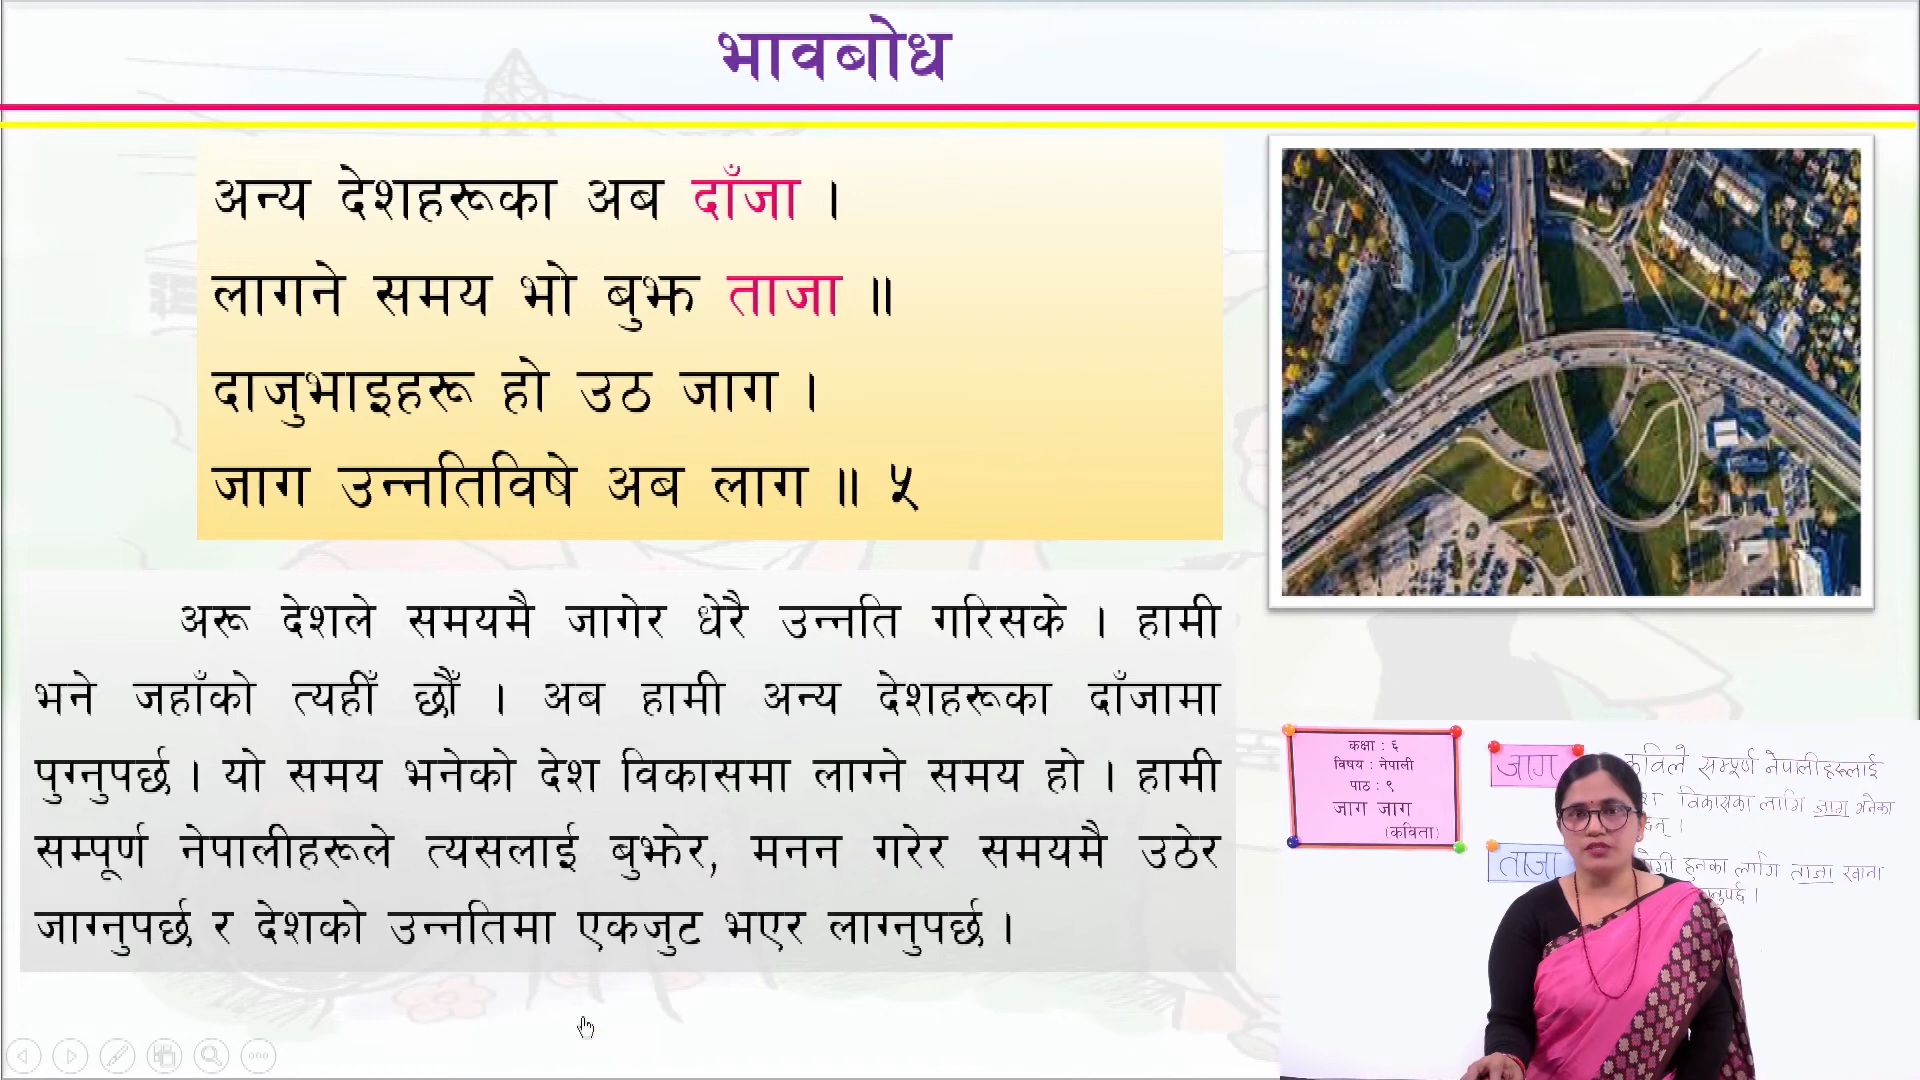 भावबोध
अन्य देशहरूका अब दाँजा ।
लागने समय भो बुझ ताजा ॥
दाजुभाइहरू हो उठ जाग ।
जाग उन्नतिविषे अब लाग ॥ ५
अरू देशले समयमै जागेर धेरै उन्नति गरिसके । हामी
भने जहाँको त्यहीँ छौँ । अब हामी अन्य देशहरूका दाँजामा
पुग्नुपर्छ । यो समय भनेको देश विकासमा लाग्ने समय हो । हामी
सम्पूर्ण नेपालीहरूले त्यसलाई बुझेर, मनन गरेर समयमै उठेर
जाग्नुपर्छ र देशको उन्नतिमा एकजुट भएर लाग्नुपर्छ ।
कक्षा : ६
विषय : नेपाली
पाठ : ९
जाग जाग
(कविता)
जाग
कविले सम्पूर्ण नेपालीहरूलाई
विकासका लागि जाग भनेका
ताजा
हुनका लागि ताजा खाना